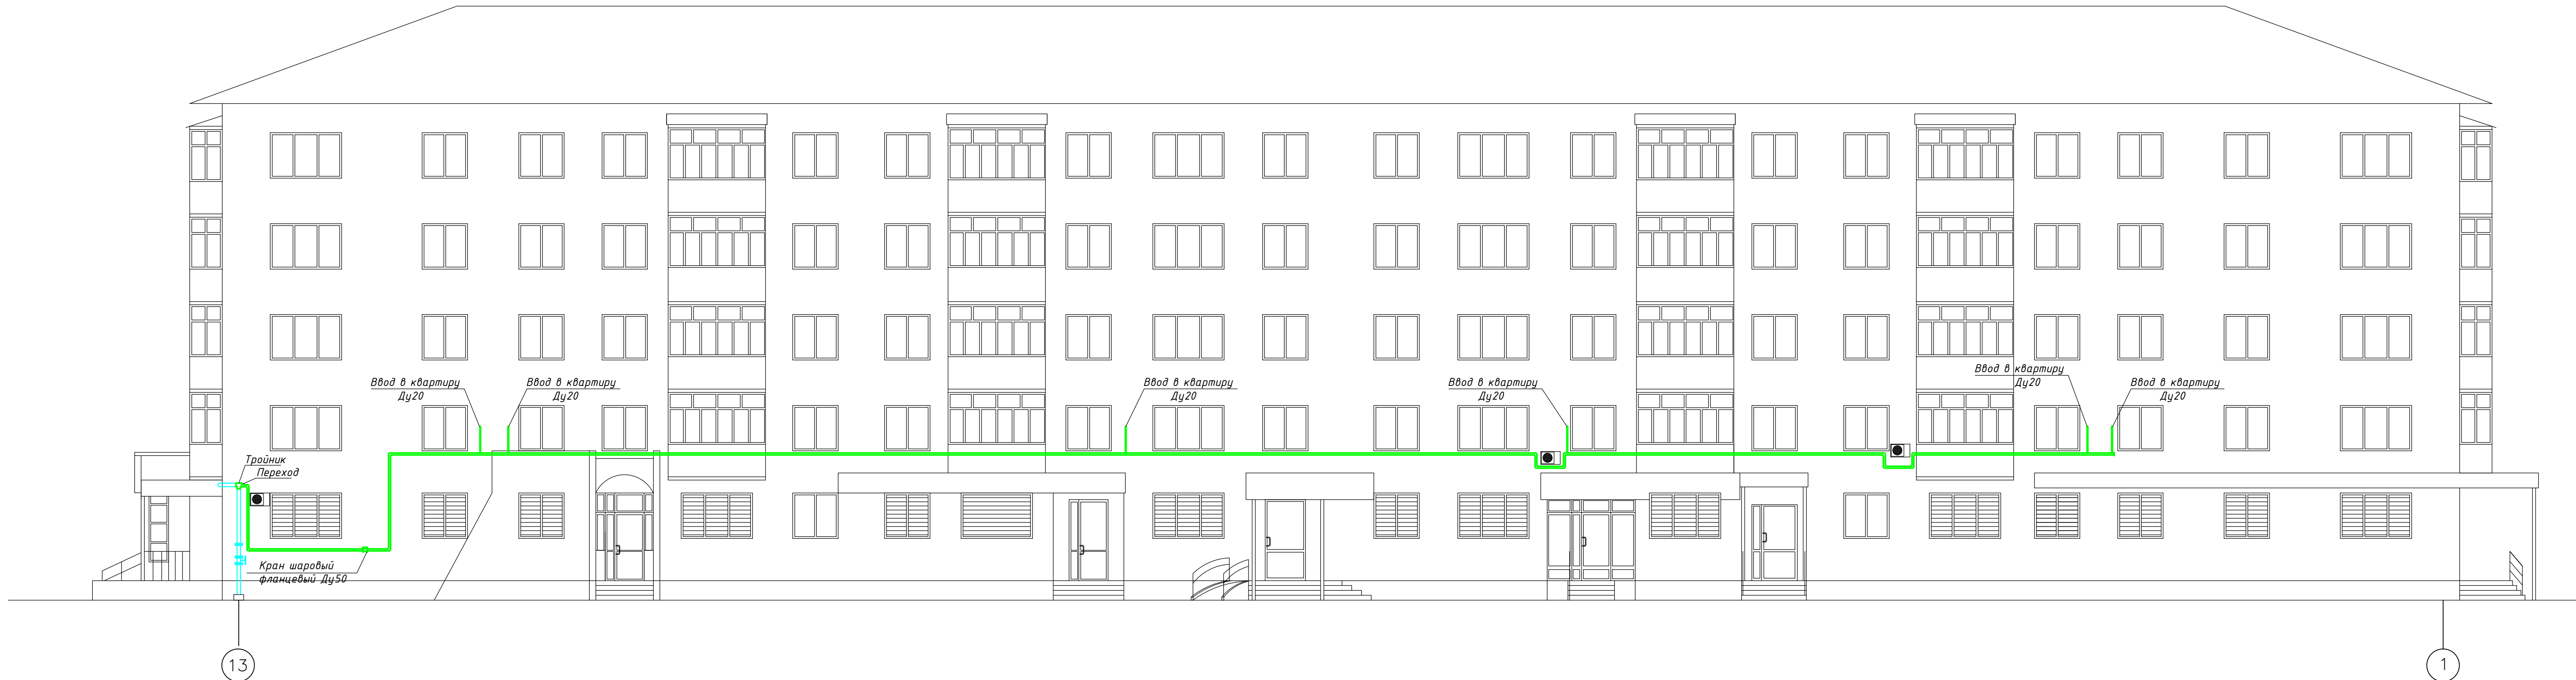 Ввод в квартиру
Ду20
Ввод в квартиру
Ду20
Ввод в квартиру
Ду20
Ввод в квартиру
Ду20
Ввод в квартиру
Ду20
Ввод в квартиру
Ду20
Тройник
Переход
Кран шаровый
фланцевый Ду50
13
1